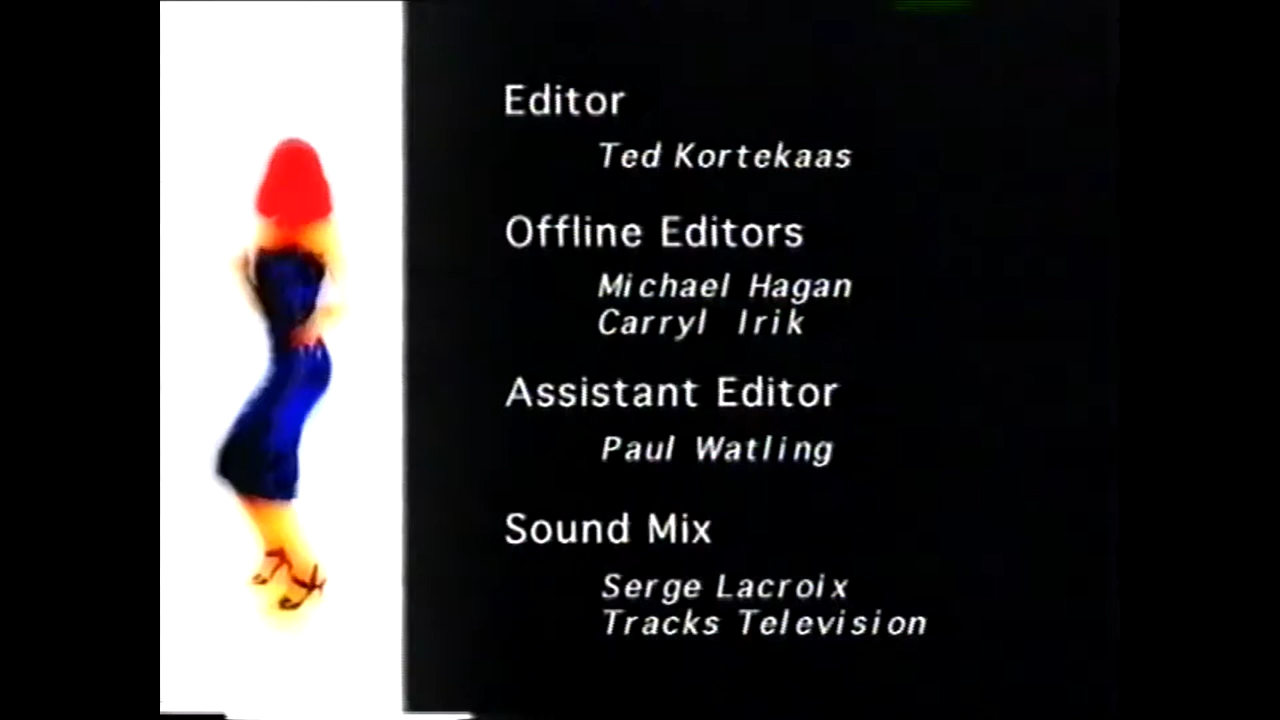 Editor
Ted Kortekaas
Offline Editors
Michael Hagan
Carryl Irik
Assistant Editor
Paul Watling
Sound Mix
Serge Lacroix
Tracks Television